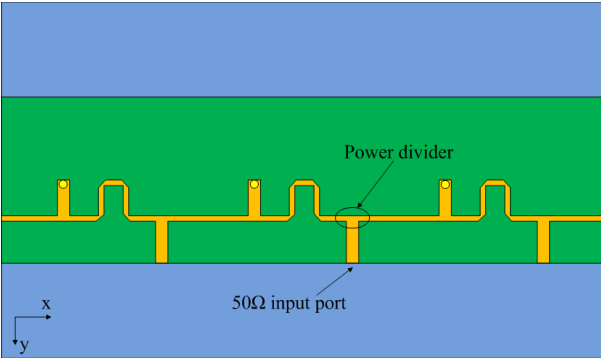 Power divider
50Ω input port
x
y